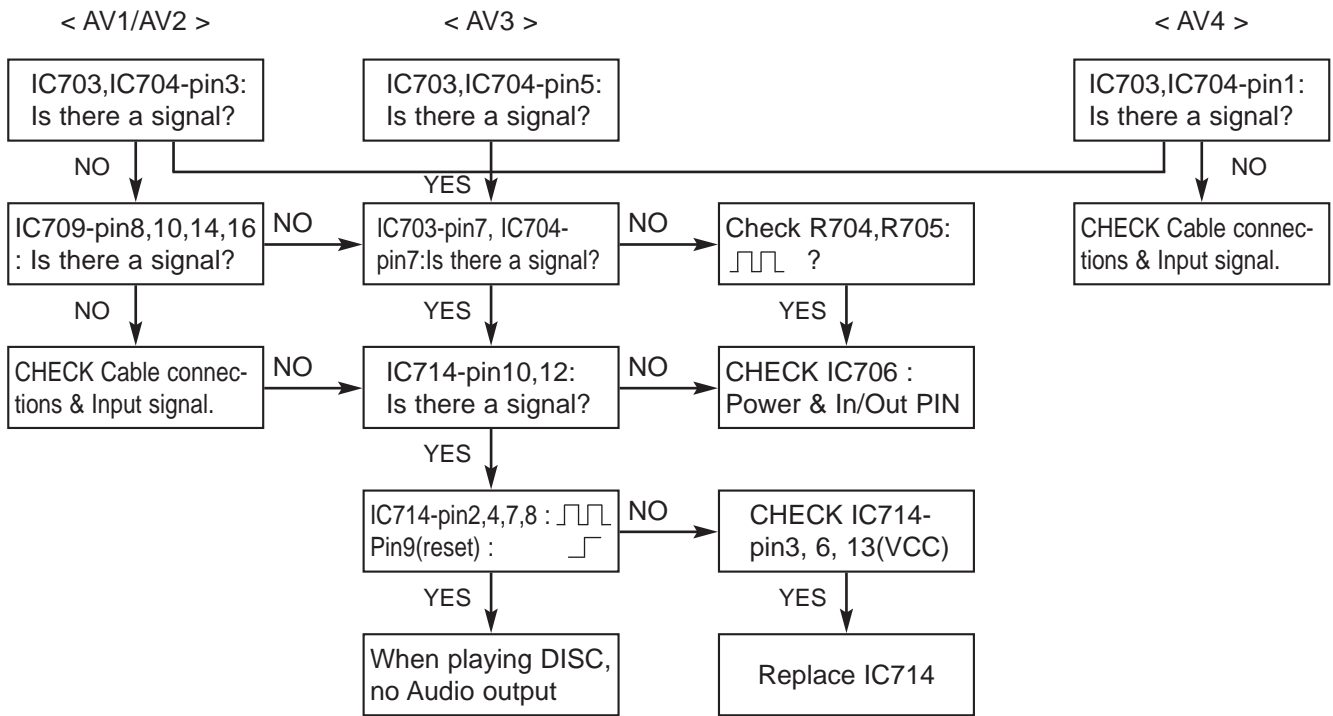 < AV1/AV2 >
< AV3 >
< AV4 >
IC703,IC704-pin3:
Is there a signal?
IC703,IC704-pin5:
Is there a signal?
IC703,IC704-pin1:
Is there a signal?
NO
YES
NO
IC709-pin8,10,14,16
: Is there a signal?
NO
IC703-pin7, IC704-
pin7:Is there a signal?
NO
Check R704,R705:
?
CHECK Cable connec-
tions & Input signal.
NO
YES
YES
CHECK Cable connec-
tions & Input signal.
NO
IC714-pin10,12:
Is there a signal?
NO
CHECK IC706 :
Power & In/Out PIN
YES
IC714-pin2,4,7,8 :
Pin9(reset) :
NO
CHECK IC714-
pin3, 6, 13(VCC)
YES
YES
When playing DISC,
no Audio output
Replace IC714